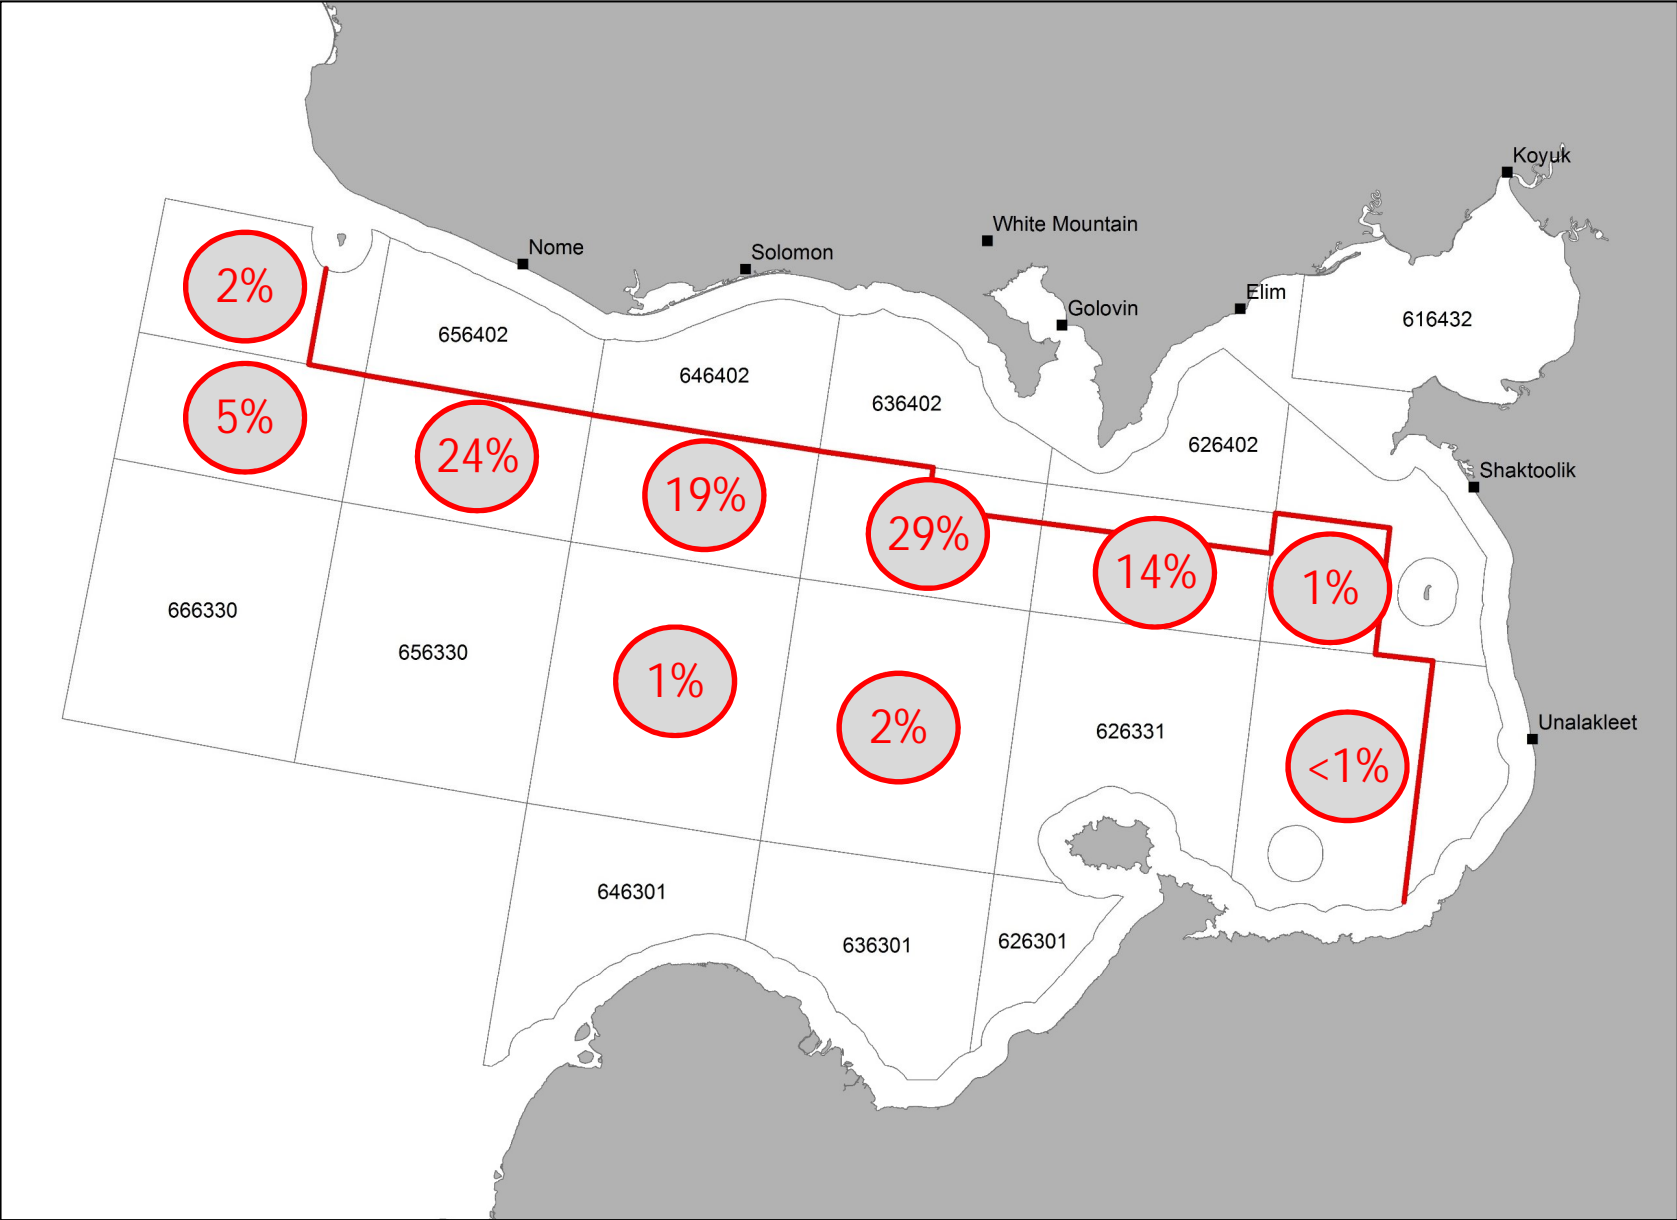 Koyuk
White Mountain
Nome
Solomon
2%
Elim
Golovin
616432
656402
646402
636402
626402
5%
24%
Shaktoolik
19%
29%
14%
1%
666330
656330
1%
2%
626331
Unalakleet
<1%
646301
636301
626301